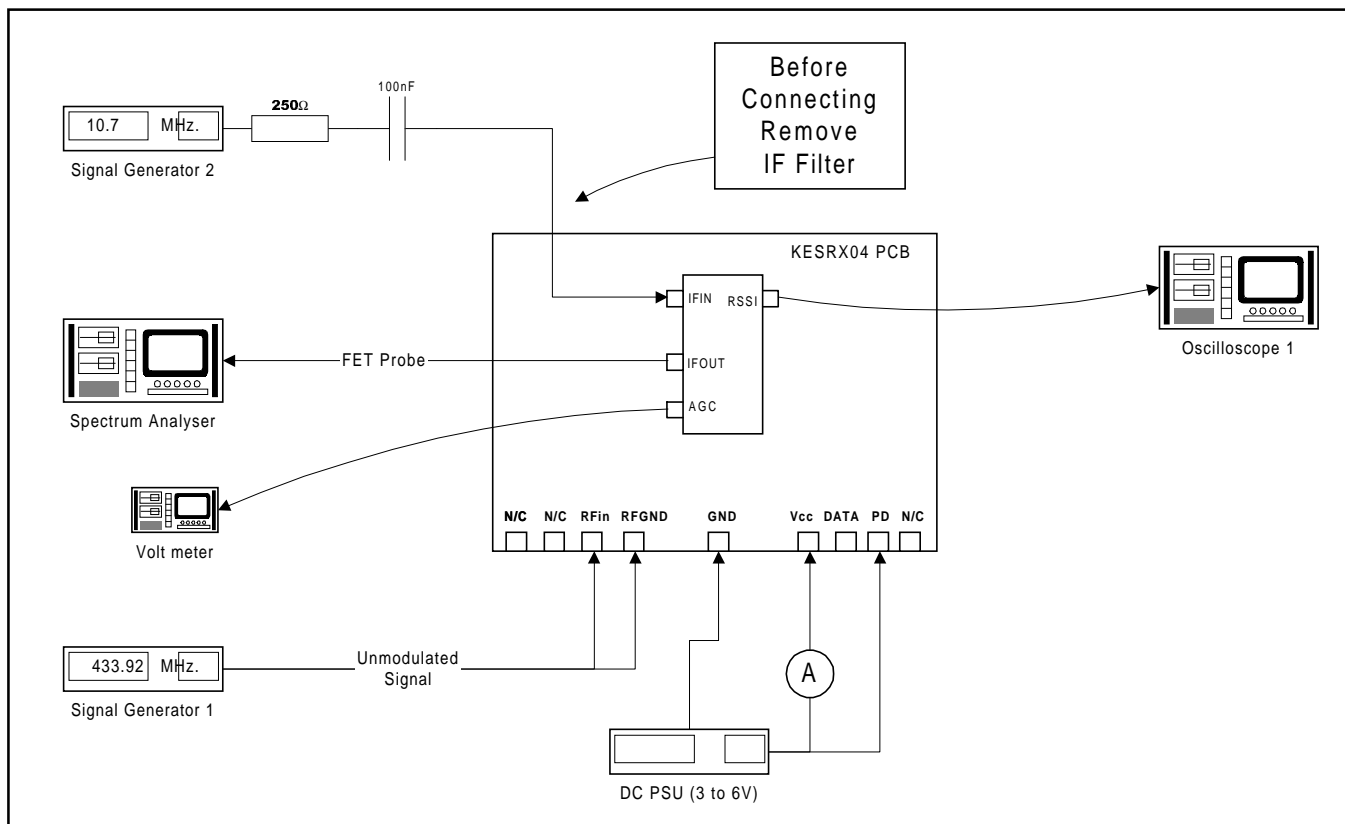 Before
Connecting
Remove
IF Filter
100nF
250Ω
10.7 MHz.
Signal Generator 2
KESRX04 PCB
IFIN RSSI
Oscilloscope 1
FET Probe
IFOUT
Spectrum Analyser
AGC
Volt meter
N/C N/C RFin RFGND GND Vcc DATA PD N/C
433.92 MHz.
Signal Generator 1
Unmodulated
Signal
A
DC PSU (3 to 6V)